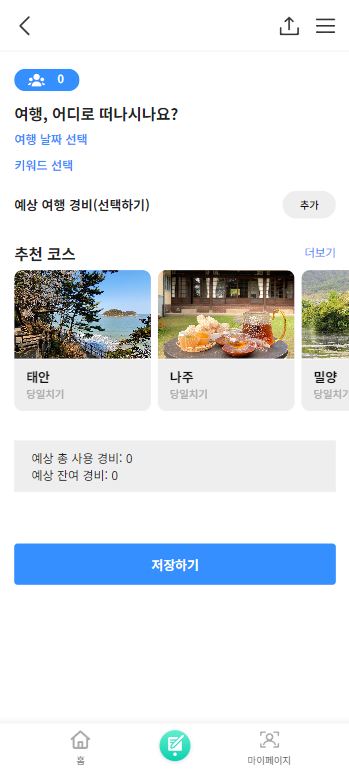 0
여행, 어디로 떠나시나요?
여행 날짜 선택
키워드 선택
예상 여행 경비(선택하기)
추가
추천 코스
더보기
태안
당일치기
나주
당일치기
밀양
당일치기
예상 총 사용 경비: 0
예상 잔여 경비: 0
저장하기
홈
마이페이지